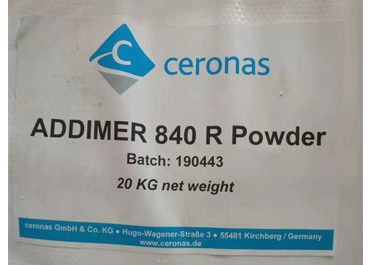 C ceronas
ADDIMER 840 R Powder
Batch: 190443
20 KG net weight
ceronas GmbH & Co. KG ● Hugo-Wagener-Straße 3 ● 55481 Kirchberg / Germany
www.ceronas.de